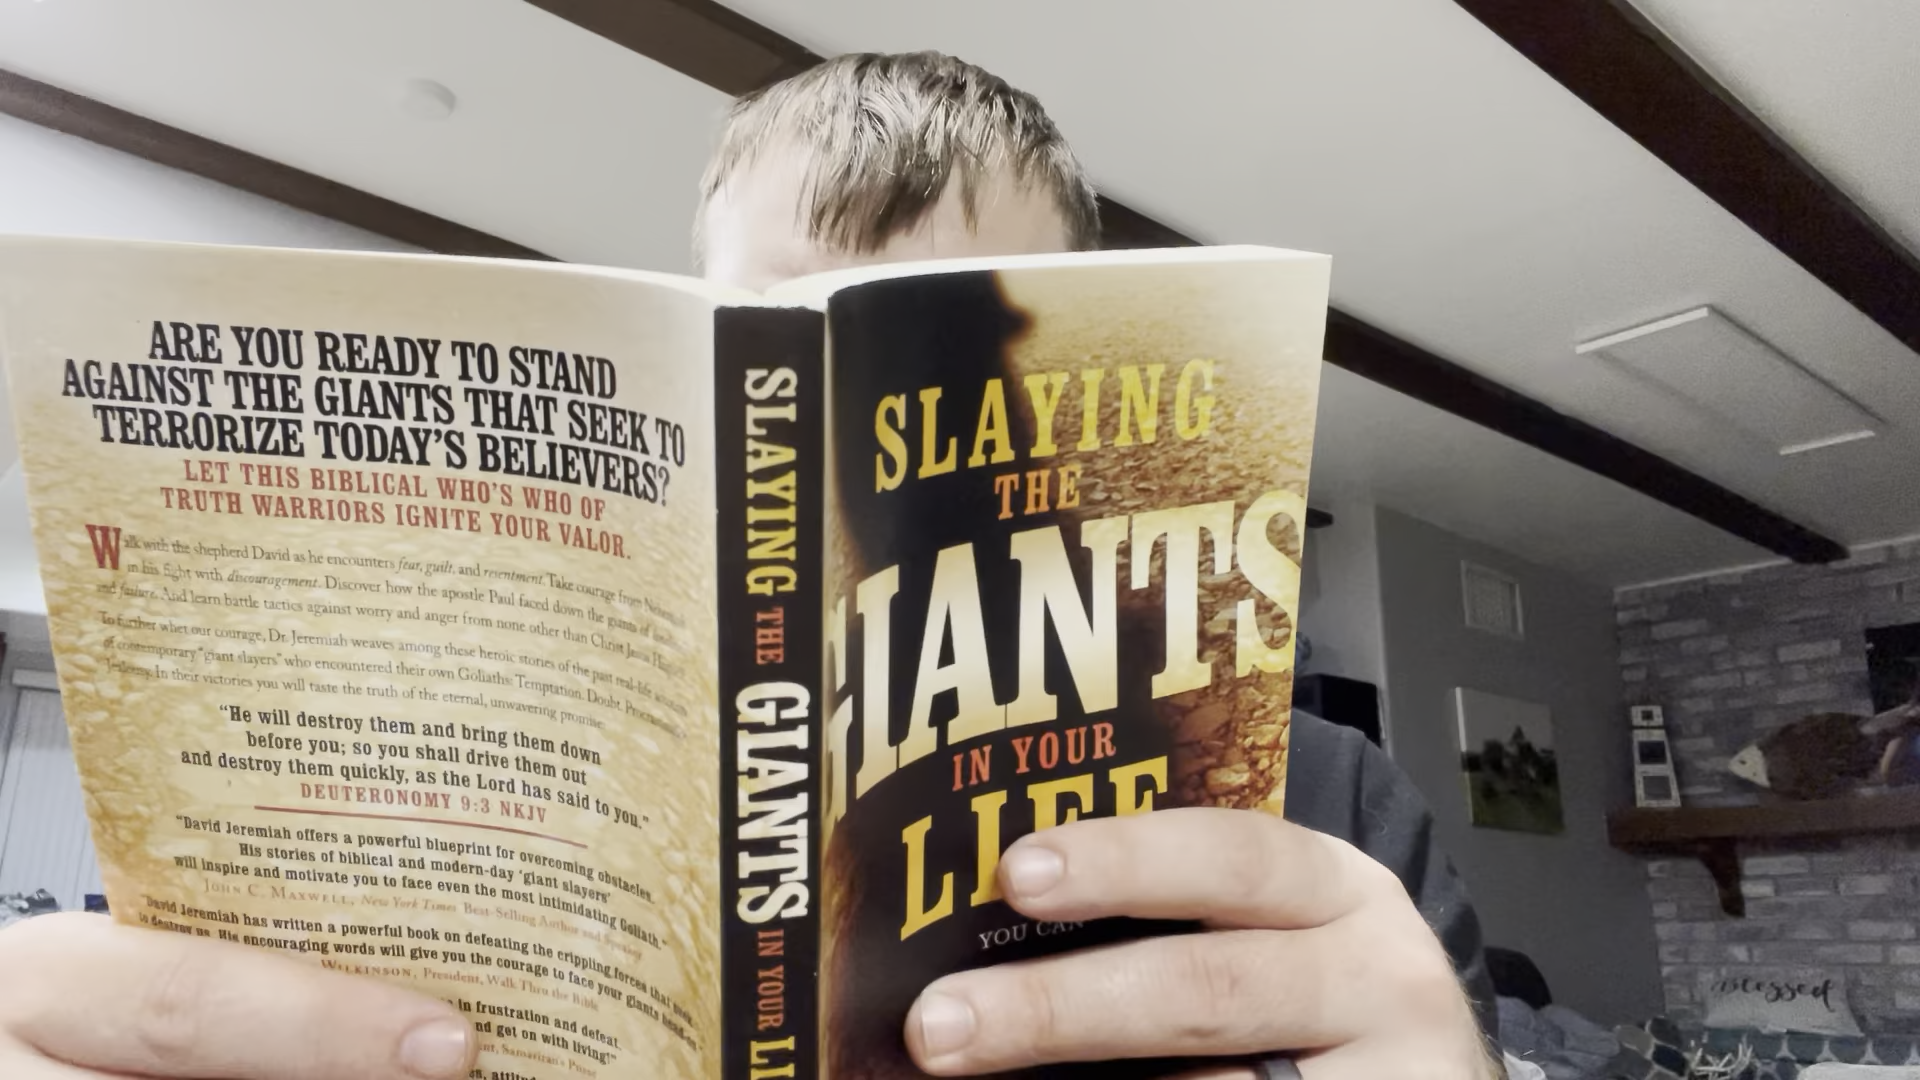 ARE YOU READY TO STAND
AGAINST THE GIANTS THAT SEEK TO
TERRORIZE TODAY'S BELIEVERS?
LET THIS BIBLICAL WHO'S WHO OF
TRUTH WARRIORS IGNITE YOUR VALOR.
Walk with the shepherd David as he encounters fear, guilt, and resentment. Take courage from
in his fight with discouragement. Discover how the apostle Paul faced down the giants of
and failure. And learn battle tactics against worry and anger from none other than Christ Jesus
To further whet our courage, Dr. Jeremiah weaves among these heroic stories of the past real-life
of contemporary "giant slayers" who encountered their own Goliaths: Temptation. Doubt.
Jealousy. In their victories you will taste the truth of the eternal, unwavering promise:
"He will destroy them and bring them down
before you; so you shall drive them out
and destroy them quickly, as the Lord has said to you."
DEUTERONOMY 9:3 NKJV
"David Jeremiah offers a powerful blueprint for overcoming obstacles.
His stories of biblical and modern-day 'giant slayers'
will inspire and motivate you to face even the most intimidating Goliath."
JOHN C. MAXWELL, New York Times Best-Selling Author and Speaker
"David Jeremiah has written a powerful book on defeating the crippling forces that seek
to destroy us. His encouraging words will give you the courage to face your giants
WILKINSON, President, Walk Thru the Bible
in frustration and defeat.
and get on with living!"
Samaritan's Purse
SLAYING THE GIANTS IN YOUR LI
SLAYING
THE
GIANTS
IN YOUR
LIFE
YOU CAN
blessed